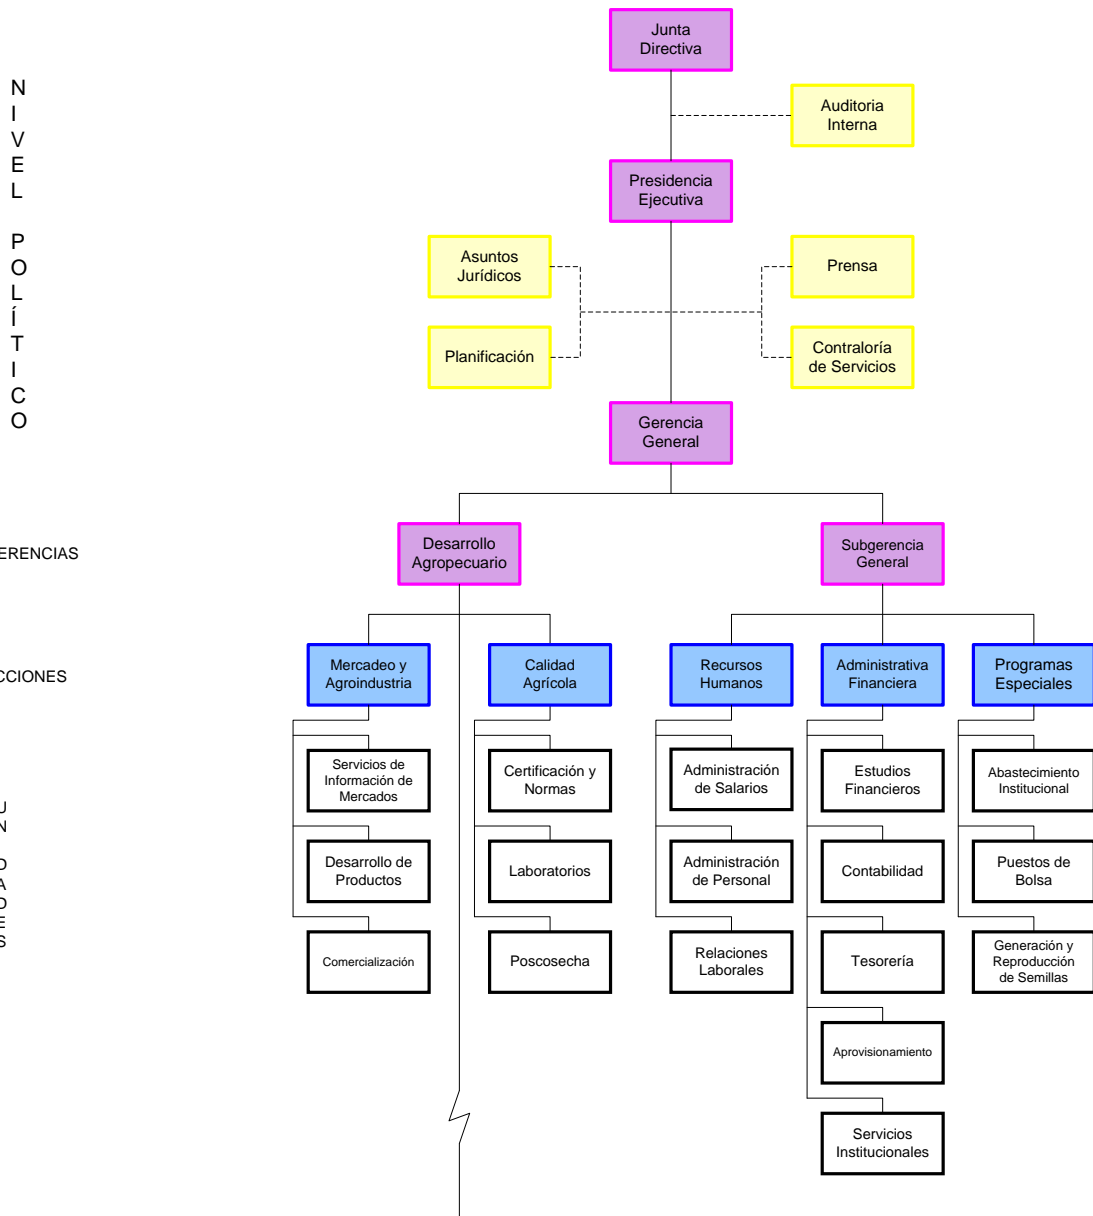 Junta
Directiva
Auditoria
Interna
NIVEL POLÍTICO
Presidencia
Ejecutiva
Asuntos
Jurídicos
Prensa
Planificación
Contraloría
de Servicios
Gerencia
General
ERENCIAS
Desarrollo
Agropecuario
Subgerencia
General
CCIONES
Mercadeo y
Agroindustria
Calidad
Agrícola
Recursos
Humanos
Administrativa
Financiera
Programas
Especiales
U
N
D
A
D
E
S
Servicios de
Información de
Mercados
Certificación y
Normas
Administración
de Salarios
Estudios
Financieros
Abastecimiento
Institucional
Desarrollo de
Productos
Laboratorios
Administración
de Personal
Contabilidad
Puestos de
Bolsa
Comercialización
Poscosecha
Relaciones
Laborales
Tesorería
Generación y
Reproducción
de Semillas
Aprovisionamiento
Servicios
Institucionales